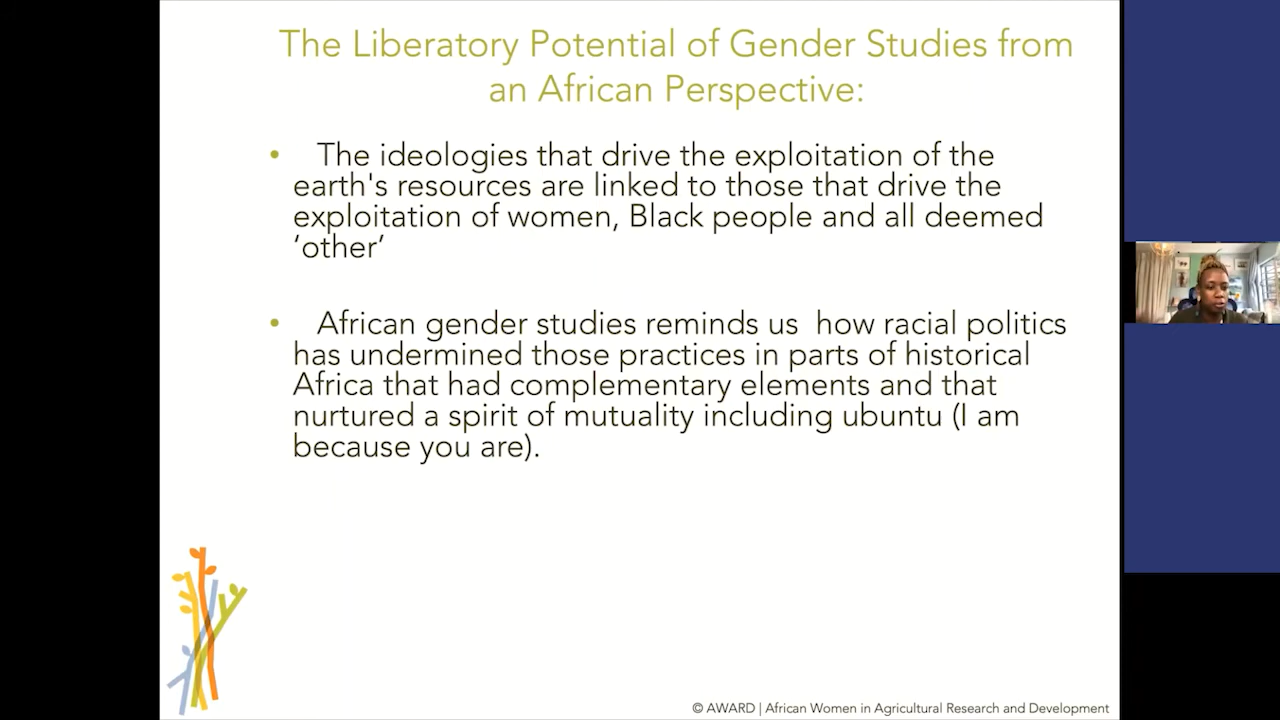 The Liberatory Potential of Gender Studies from
an African Perspective:
• The ideologies that drive the exploitation of the
earth's resources are linked to those that drive the
exploitation of women, Black people and all deemed
‘other’
• African gender studies reminds us  how racial politics
has undermined those practices in parts of historical
Africa that had complementary elements and that
nurtured a spirit of mutuality including ubuntu (I am
because you are).
© AWARD | African Women in Agricultural Research and Development